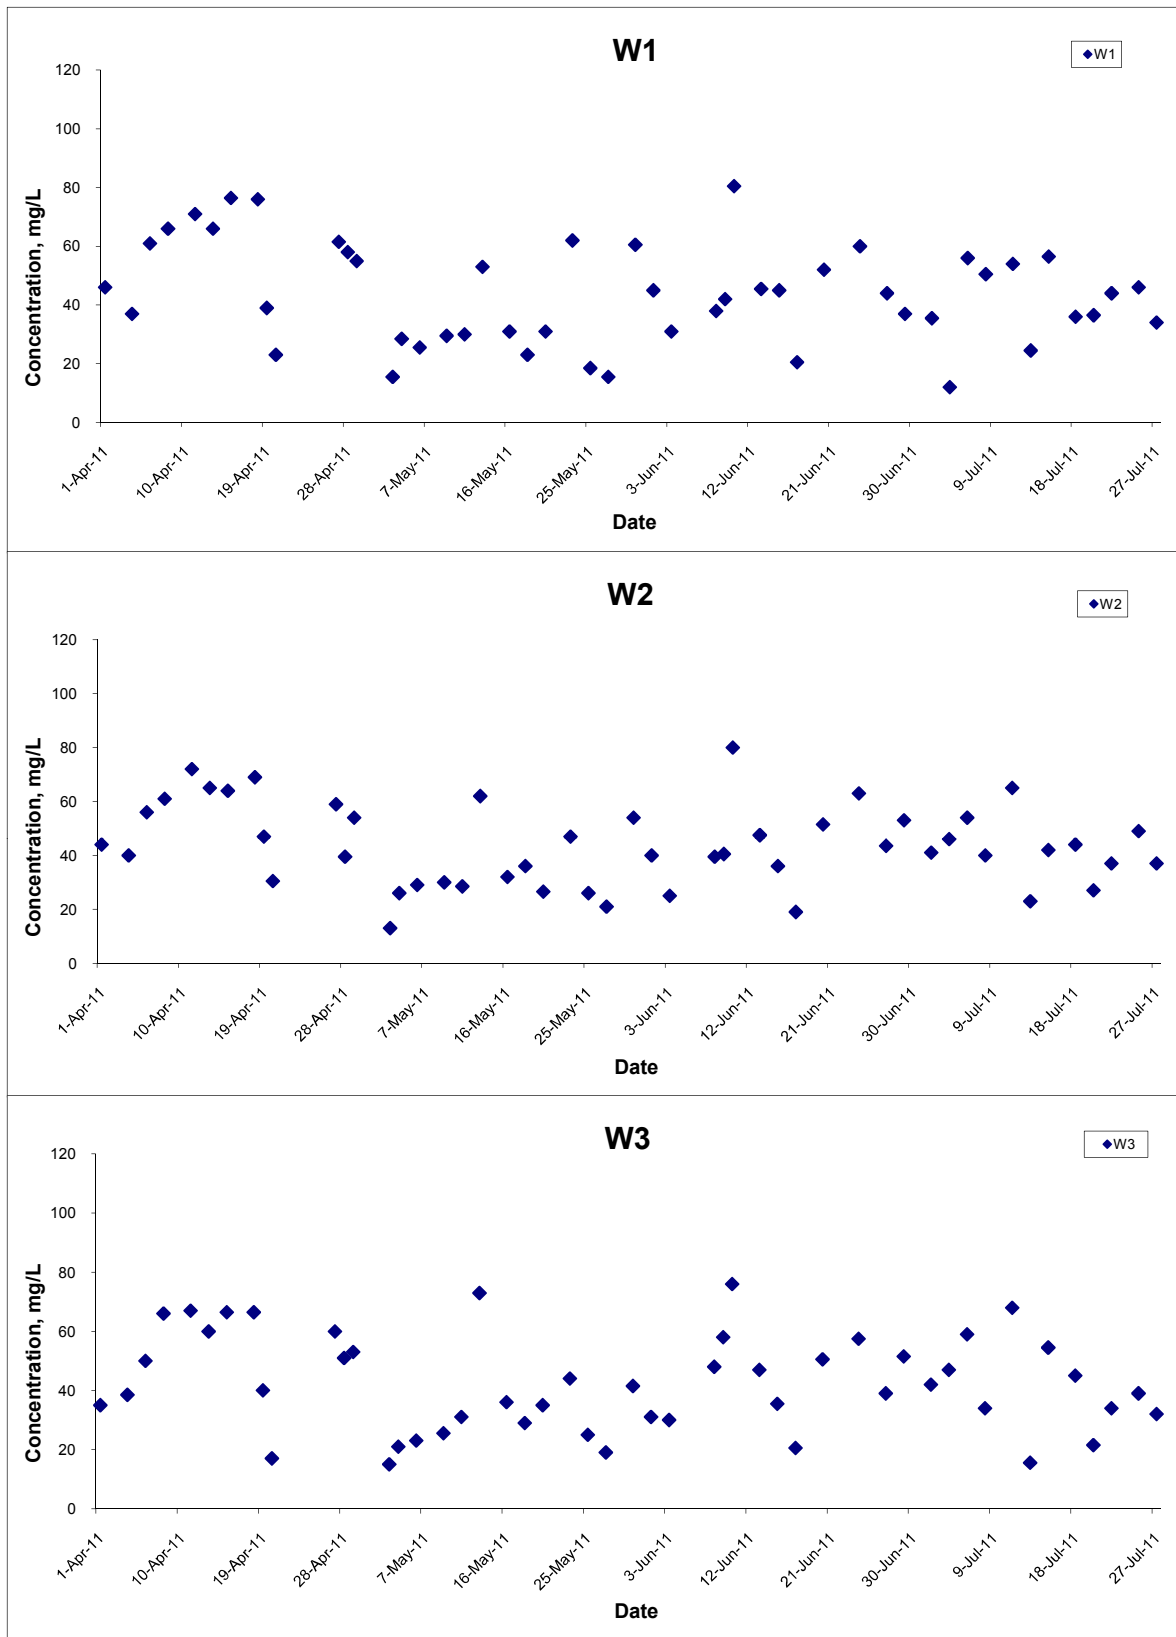 W1
W1
120
100
80
60
40
20
0
Concentration, mg/L
1-Apr-11 10-Apr-11 19-Apr-11 28-Apr-11 7-May-11 16-May-11 25-May-11 3-Jun-11 12-Jun-11 21-Jun-11 30-Jun-11 9-Jul-11 18-Jul-11 27-Jul-11
Date
W2
W2
120
100
80
60
40
20
0
Concentration, mg/L
1-Apr-11 10-Apr-11 19-Apr-11 28-Apr-11 7-May-11 16-May-11 25-May-11 3-Jun-11 12-Jun-11 21-Jun-11 30-Jun-11 9-Jul-11 18-Jul-11 27-Jul-11
Date
W3
W3
120
100
80
60
40
20
0
Concentration, mg/L
1-Apr-11 10-Apr-11 19-Apr-11 28-Apr-11 7-May-11 16-May-11 25-May-11 3-Jun-11 12-Jun-11 21-Jun-11 30-Jun-11 9-Jul-11 18-Jul-11 27-Jul-11
Date